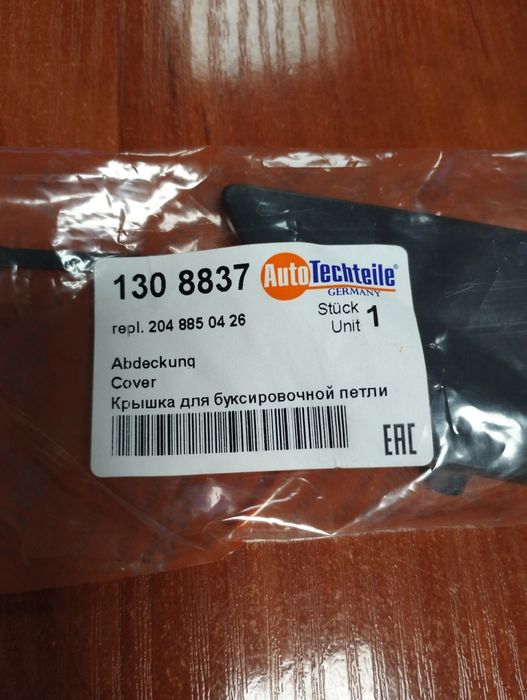 130 8837
AutoTechteile®
GERMANY
repl. 204 885 04 26
Stück
Unit 1
Abdeckung
Cover
Крышка для буксировочной петли
EAC